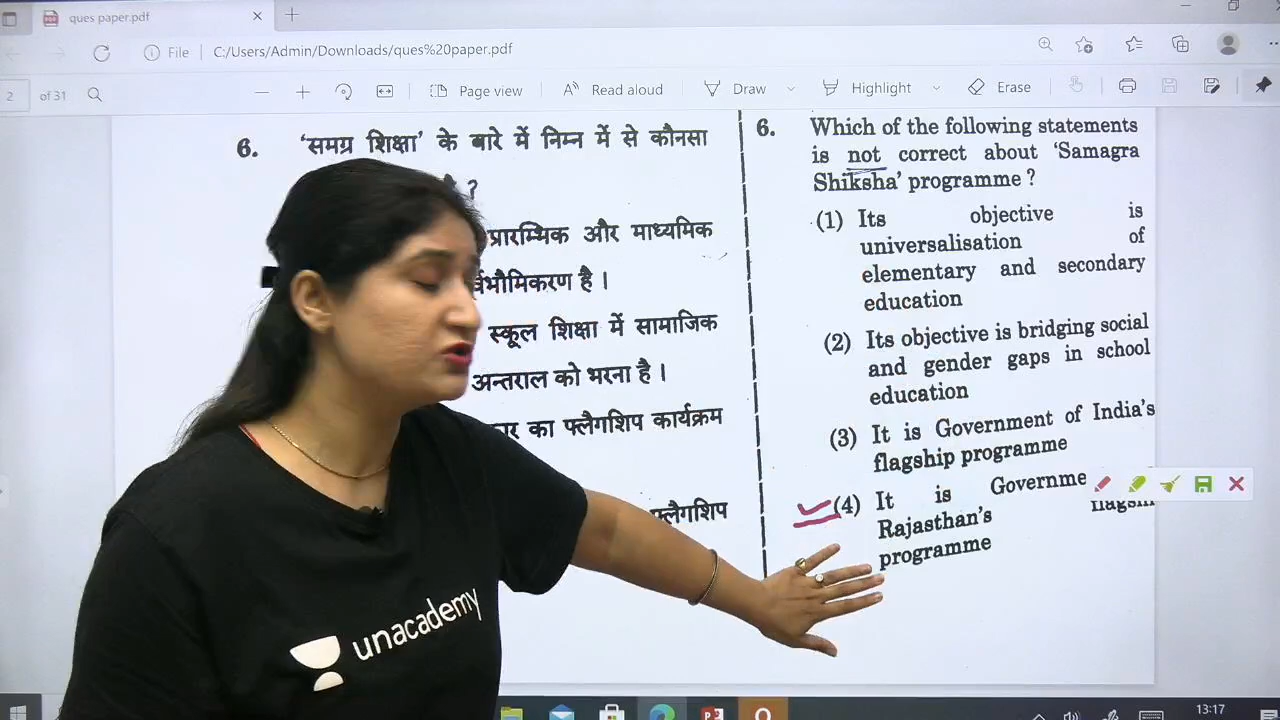 ques paper.pdf
File
C:/Users/Admin/Downloads/ques%20paper.pdf
2 of 31
Page view
Read aloud
Draw
Highlight
Erase
6. 'समग्र शिक्षा' के बारे में निम्न में से कौनसा
?
प्रारम्भिक और माध्यमिक
है ।
स्कूल शिक्षा में सामाजिक
अन्तराल को भरना है ।
का फ्लैगशिप कार्यक्रम
फ्लैगशिप
6. Which of the following statements
is not correct about 'Samagra
Shiksha' programme ?
(1) Its objective is
universalisation of
elementary and secondary
education
(2) Its objective is bridging social
and gender gaps in school
education
(3) It is Government of India's
flagship programme
(4) It is
Rajasthan's
programme
unacademy
13:17